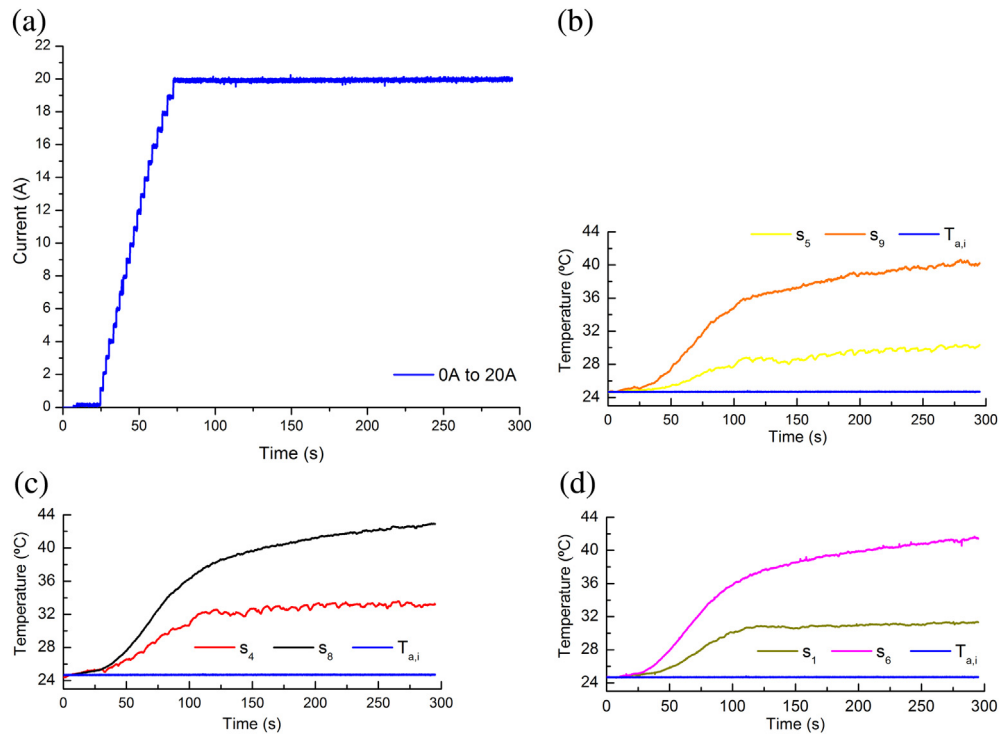 (a)
22
20
18
16
14
12
10
8
6
4
2
0
Current (A)
0A to 20A
0 50 100 150 200 250 300
Time (s)
(b)
44
40
36
32
28
24
Temperature (ºC)
s5 s9 Ta,i
0 50 100 150 200 250 300
Time (s)
(c)
44
40
36
32
28
24
Temperature (ºC)
s4 s8 Ta,i
0 50 100 150 200 250 300
Time (s)
(d)
44
40
36
32
28
24
Temperature (ºC)
s1 s6 Ta,i
0 50 100 150 200 250 300
Time (s)